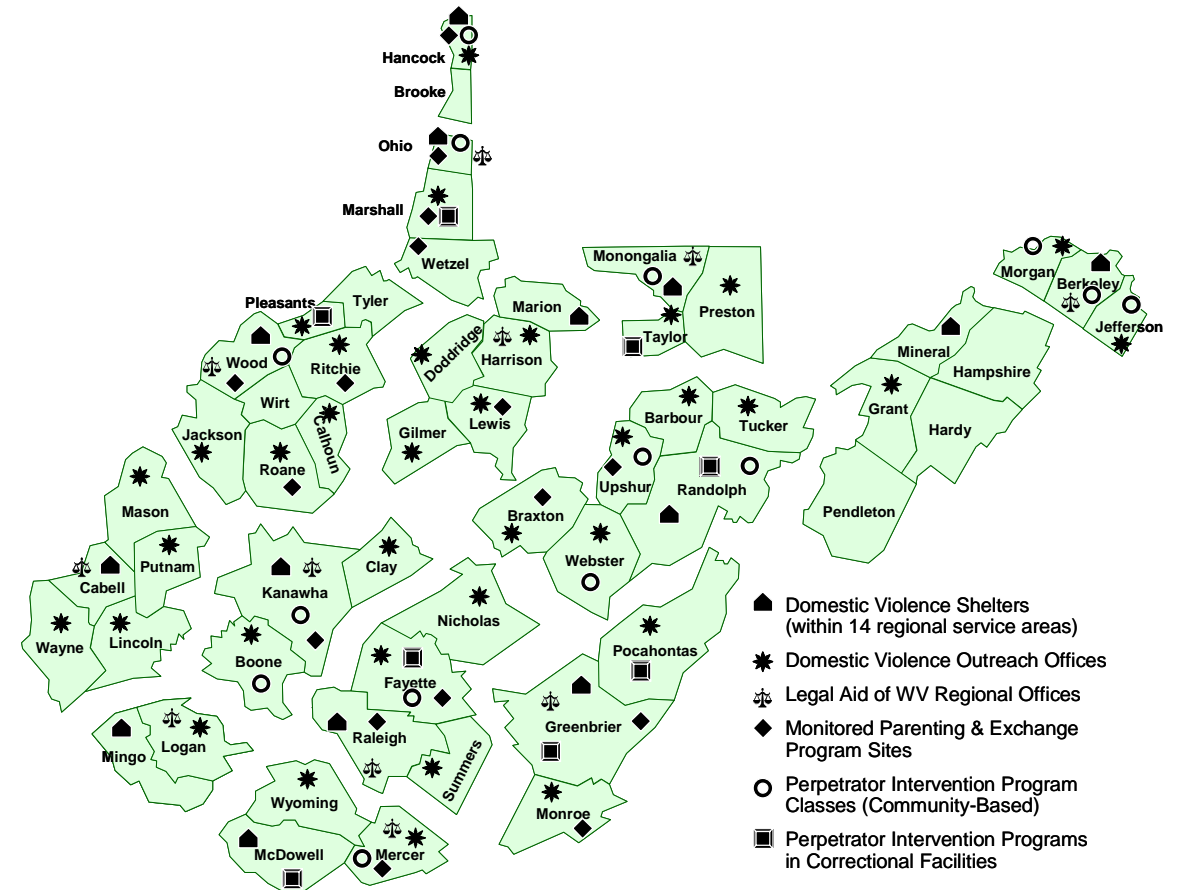 Hancock
Brooke
Ohio
Marshall
Wetzel
Monongalia
Morgan
Berkeley
Pleasants
Tyler
Marion
Preston
Jefferson
Taylor
Doddridge
Harrison
Wood
Ritchie
Mineral
Hampshire
Wirt
Calhoun
Jackson
Gilmer
Lewis
Barbour
Tucker
Grant
Hardy
Roane
Upshur
Randolph
Mason
Braxton
Pendleton
Putnam
Clay
Webster
Cabell
Kanawha
Wayne
Lincoln
Nicholas
Boone
Pocahontas
Fayette
Greenbrier
Mingo
Logan
Raleigh
Summers
Wyoming
Monroe
McDowell
Mercer
Domestic Violence Shelters
(within 14 regional service areas)
Domestic Violence Outreach Offices
Legal Aid of WV Regional Offices
Monitored Parenting & Exchange
Program Sites
Perpetrator Intervention Program
Classes (Community-Based)
Perpetrator Intervention Programs
in Correctional Facilities